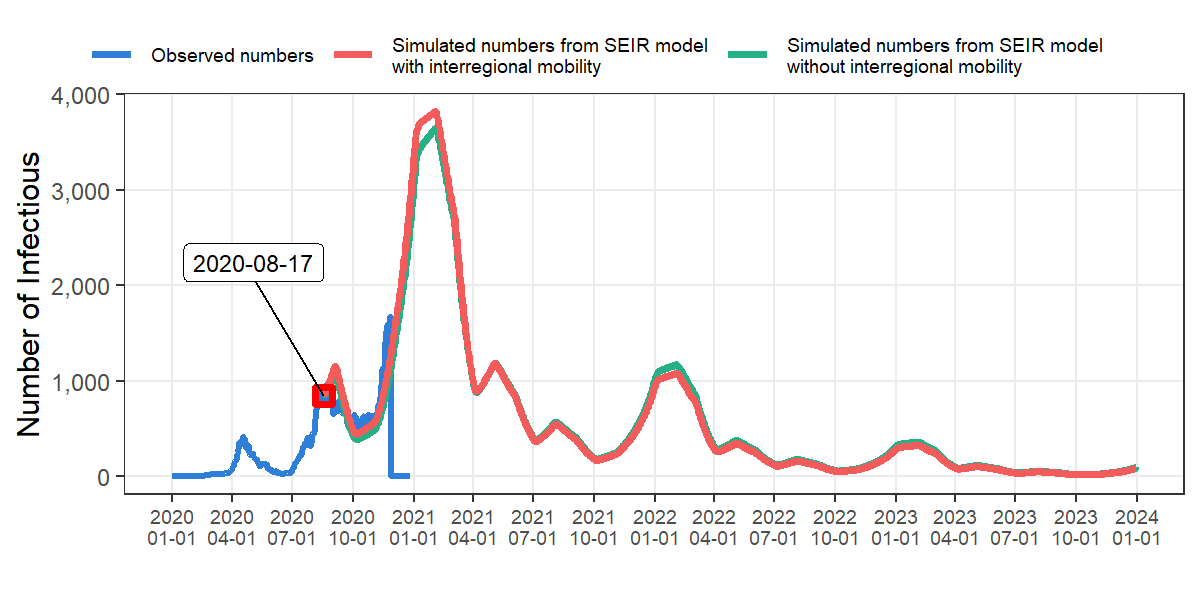 Observed numbers
Simulated numbers from SEIR model
with interregional mobility
Simulated numbers from SEIR model
without interregional mobility
Number of Infectious
4,000
3,000
2,000
1,000
0
2020-08-17
2020 2020 2020 2020 2021 2021 2021 2021 2022 2022 2022 2022 2023 2023 2023 2023 2024
01-01 04-01 07-01 10-01 01-01 04-01 07-01 10-01 01-01 04-01 07-01 10-01 01-01 04-01 07-01 10-01 01-01